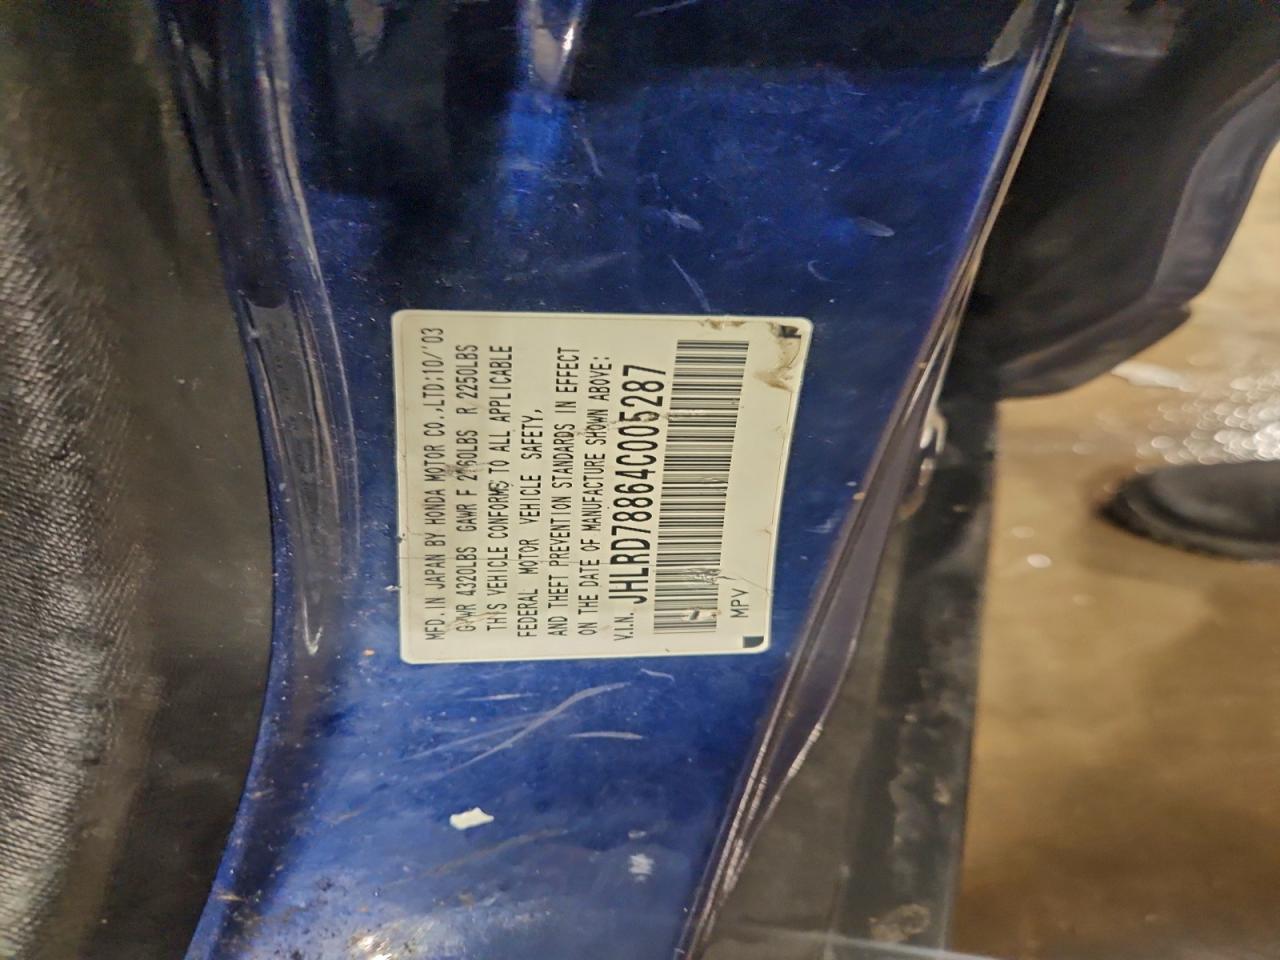 MFD. IN JAPAN BY HONDA MOTOR CO.,LTD:10/'03
GVWR 4320LBS GAWR F 2160LBS R 2250LBS
THIS VEHICLE CONFORMS TO ALL APPLICABLE
FEDERAL MOTOR VEHICLE SAFETY,
AND THEFT PREVENTION STANDARDS IN EFFECT
ON THE DATE OF MANUFACTURE SHOWN ABOVE:
V.I.N. JHLRD78864C005287
MPV